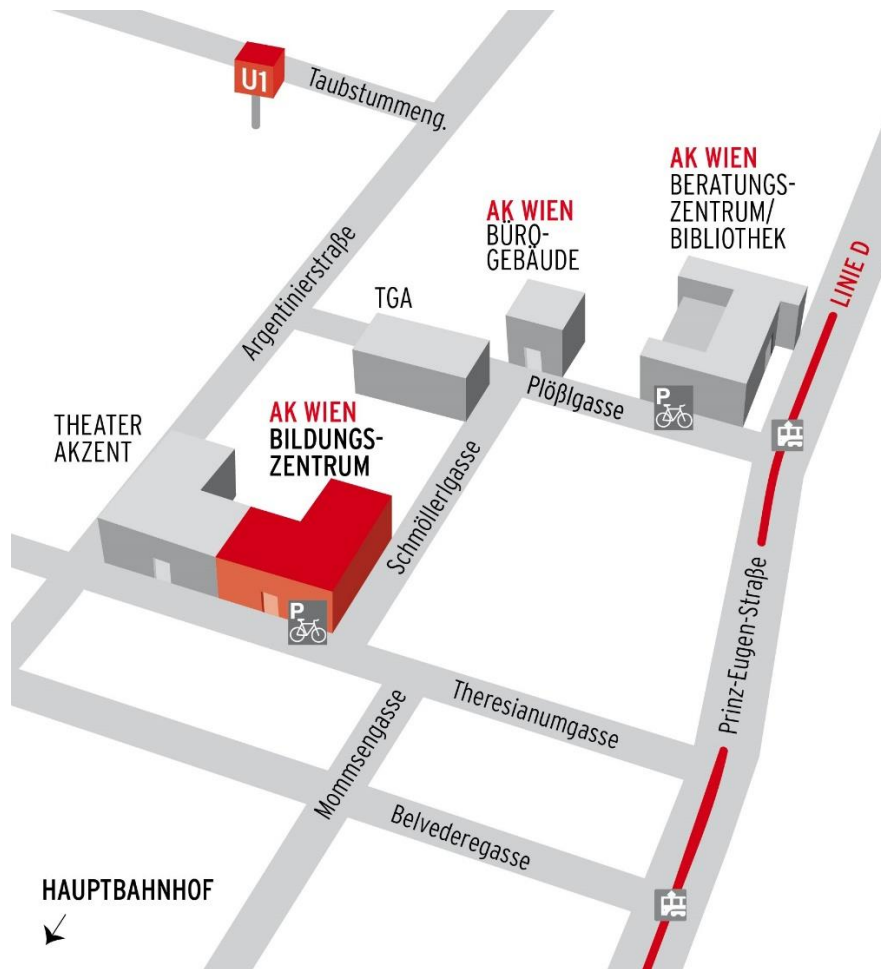 U1
Taubstummeng.
AK WIEN
BERATUNGS-
ZENTRUM/
BIBLIOTHEK
AK WIEN
BÜRO-
GEBÄUDE
LINIE D
Argentinierstraße
TGA
Plößlgasse
P
THEATER
AKZENT
AK WIEN
BILDUNGS-
ZENTRUM
Schmöllerlgasse
P
Prinz-Eugen-Straße
Theresianumgasse
Mommsengasse
Belvederegasse
HAUPTBAHNHOF